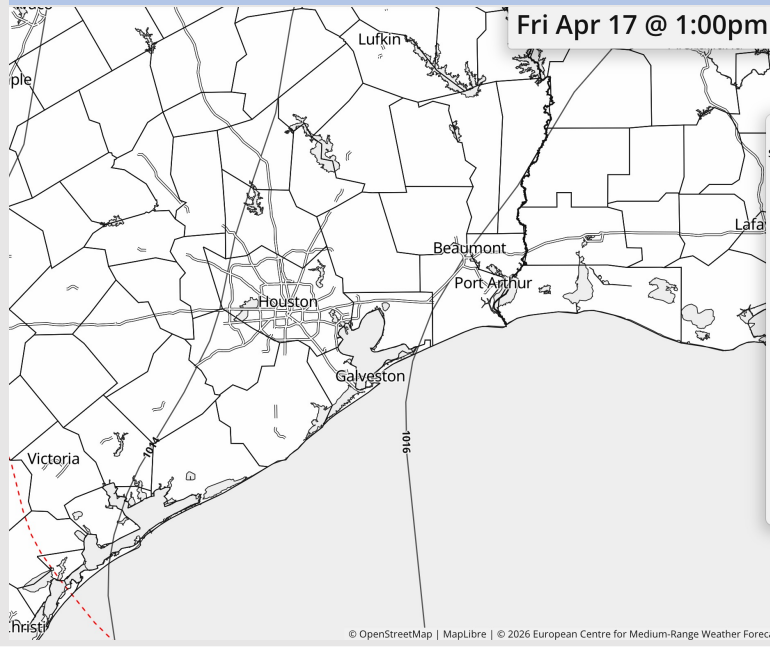 Fri Apr 17 @ 1:00pm
Lufkin
ple
Lafa
Beaumont
Port Arthur
Houston
Galveston
1016
1014
Victoria
Christi
© OpenStreetMap | MapLibre | © 2026 European Centre for Medium-Range Weather Foreca